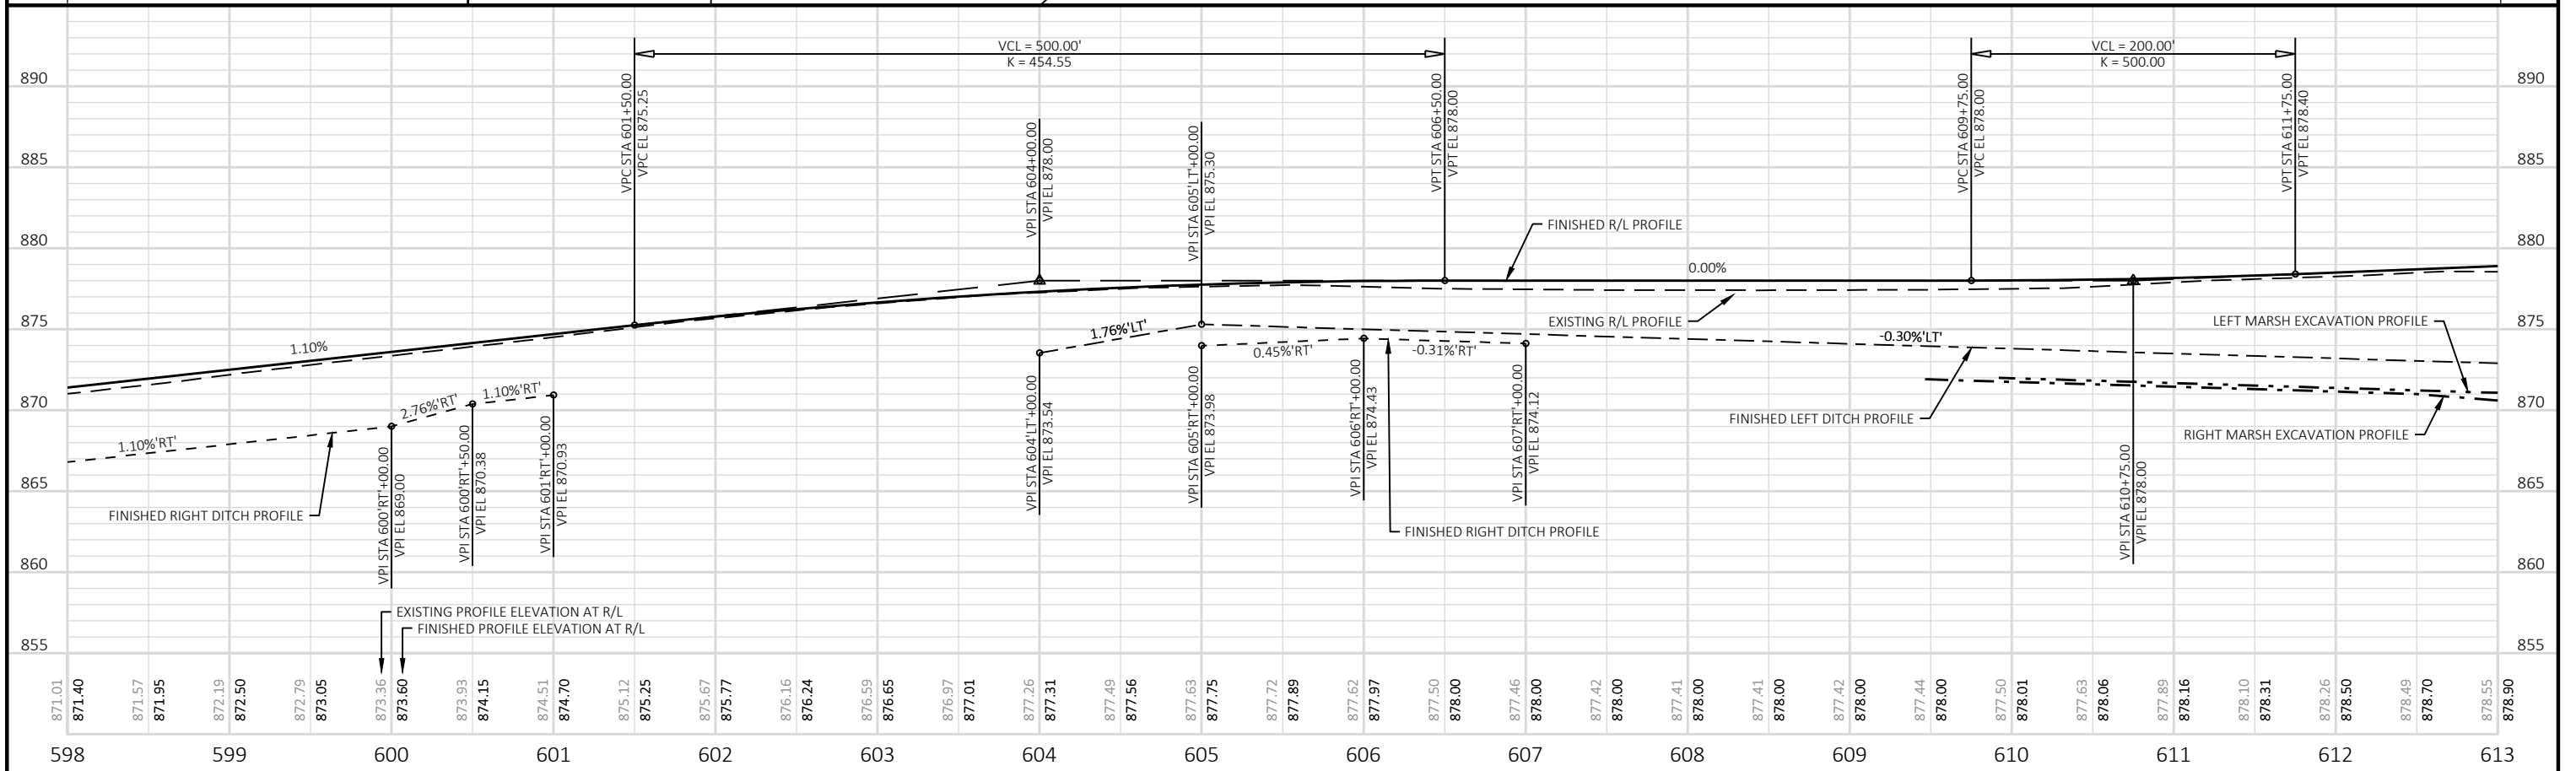 VCL = 500.00'
K = 454.55
VCL = 200.00'
K = 500.00
890
890
885
885
880
880
875
875
870
870
865
865
860
860
855
855
VPC STA 601+50.00
VPC EL 875.25
VPI STA 604+00.00
VPI EL 878.00
VPI STA 605'LT'+00.00
VPI EL 875.30
VPT STA 606+50.00
VPT EL 878.00
VPC STA 609+75.00
VPC EL 878.00
VPT STA 611+75.00
VPT EL 878.40
FINISHED R/L PROFILE
0.00%
EXISTING R/L PROFILE
LEFT MARSH EXCAVATION PROFILE
1.10%
1.76%'LT'
0.45%'RT'
-0.31%'RT'
-0.30%'LT'
2.76%'RT'
1.10%'RT'
1.10%'RT'
FINISHED LEFT DITCH PROFILE
RIGHT MARSH EXCAVATION PROFILE
FINISHED RIGHT DITCH PROFILE
VPI STA 600'RT'+00.00
VPI EL 869.00
VPI STA 600'RT'+50.00
VPI EL 870.38
VPI STA 601'RT'+00.00
VPI EL 870.93
VPI STA 604'LT'+00.00
VPI EL 873.54
VPI STA 605'RT'+00.00
VPI EL 873.98
VPI STA 606'RT'+00.00
VPI EL 874.43
VPI STA 607'RT'+00.00
VPI EL 874.12
FINISHED RIGHT DITCH PROFILE
VPI STA 610+75.00
VPI EL 878.00
EXISTING PROFILE ELEVATION AT R/L
FINISHED PROFILE ELEVATION AT R/L
871.01
871.40
871.57
871.95
872.19
872.50
872.79
873.05
873.36
873.60
873.93
874.15
874.51
874.70
875.12
875.25
875.67
875.77
876.16
876.24
876.59
876.65
876.97
877.01
877.26
877.31
877.49
877.56
877.63
877.75
877.72
877.89
877.62
877.97
877.50
878.00
877.46
878.00
877.42
878.00
877.41
878.00
877.41
878.00
877.42
878.00
877.44
878.00
877.50
878.01
877.63
878.06
877.89
878.16
878.10
878.31
878.26
878.50
878.49
878.70
878.55
878.90
598
599
600
601
602
603
604
605
606
607
608
609
610
611
612
613